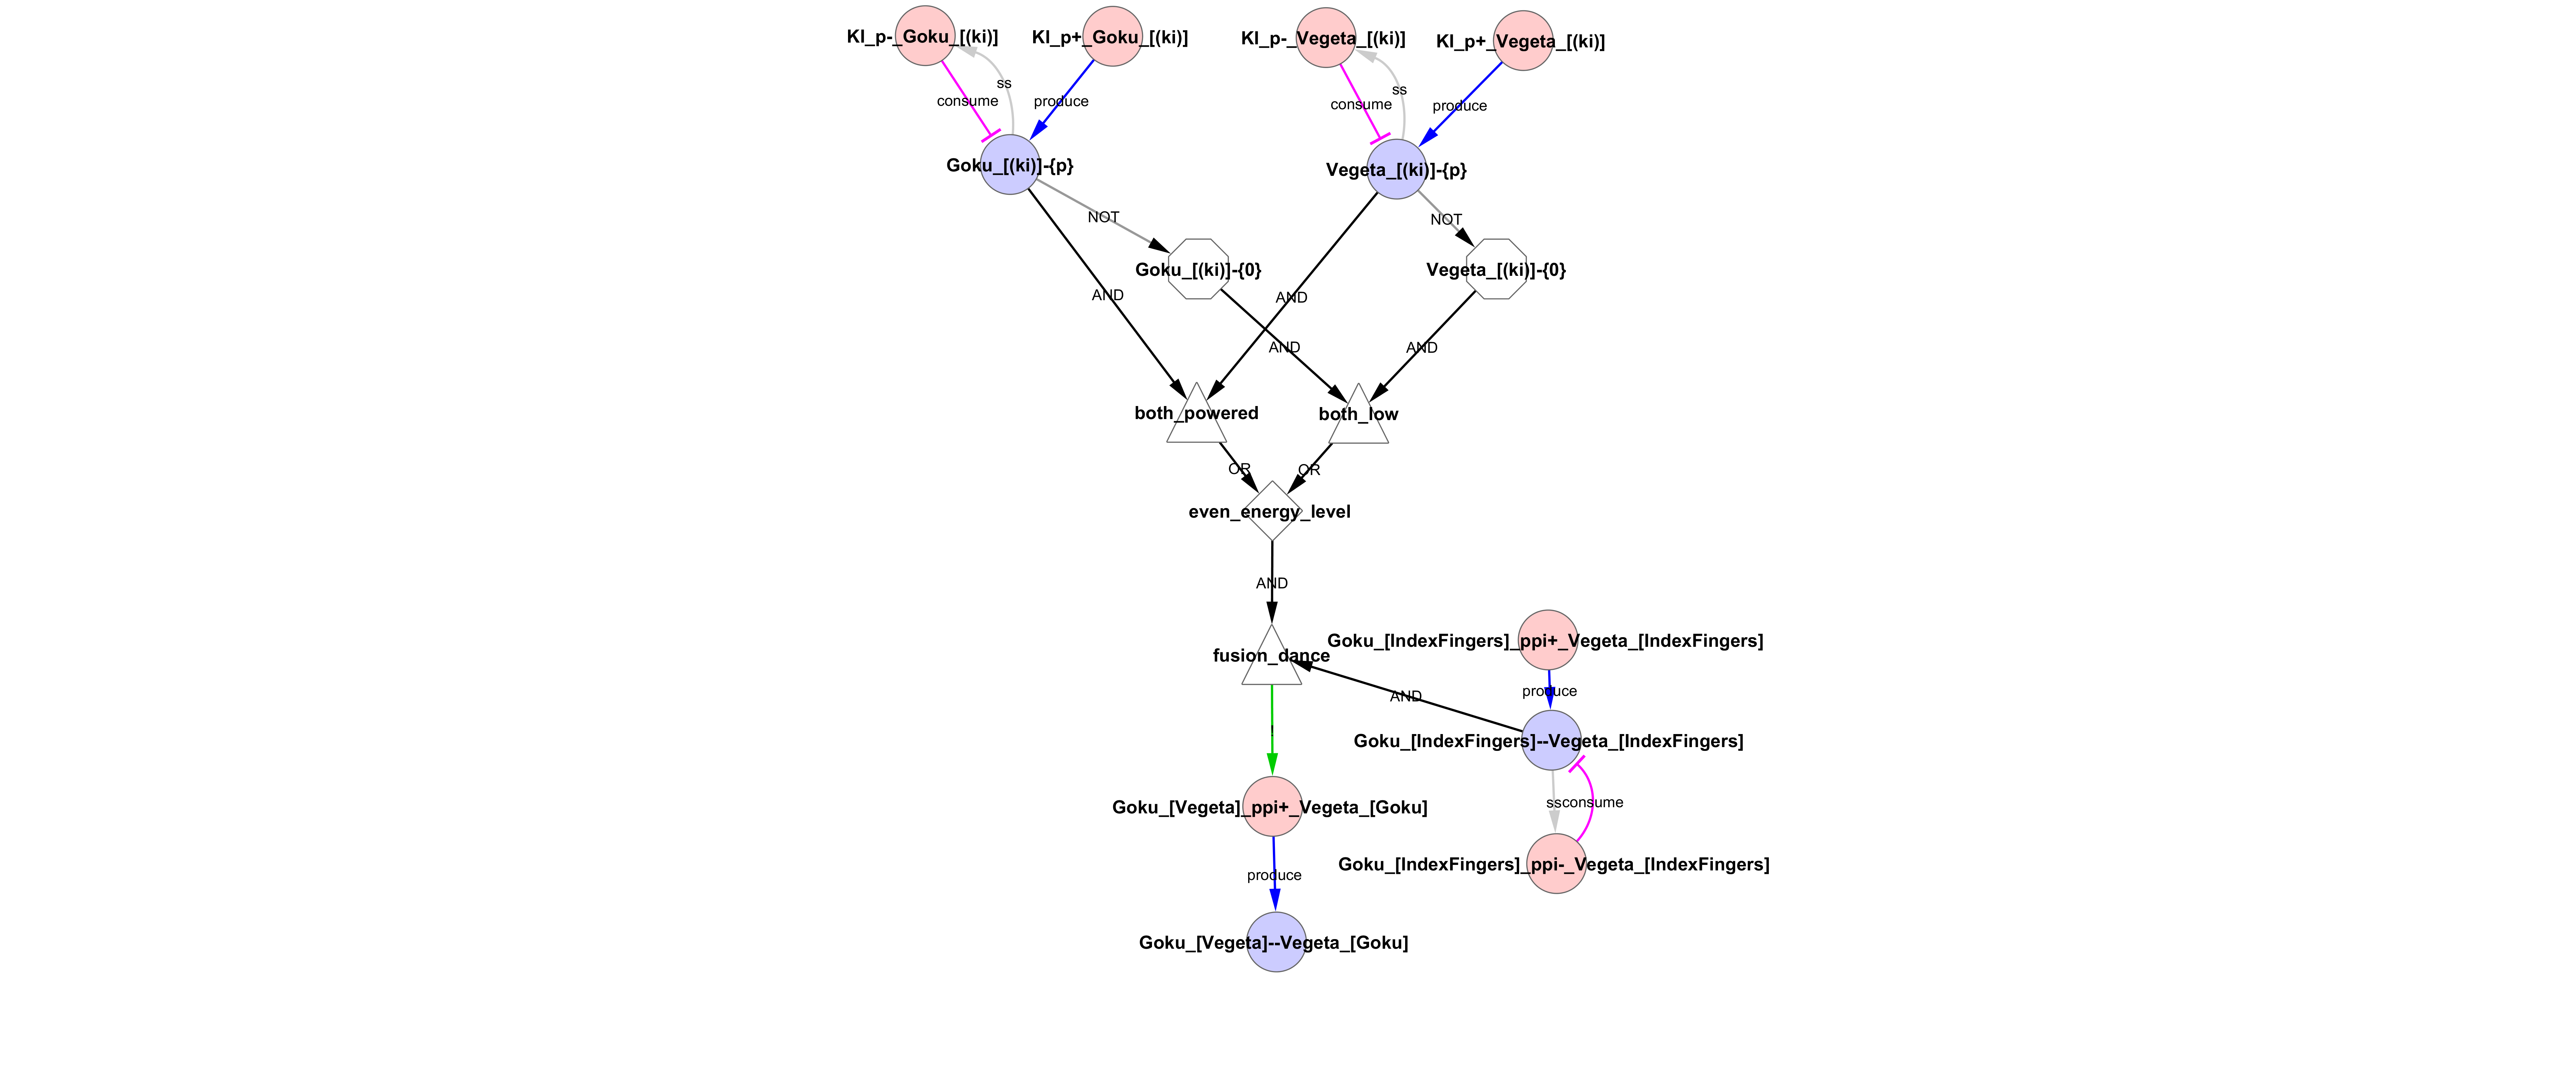 KI_p-_Goku_[(ki)]
KI_p+_Goku_[(ki)]
KI_p-_Vegeta_[(ki)]
KI_p+_Vegeta_[(ki)]
ss
consume
produce
ss
consume
produce
Goku_[(ki)]-{p}
Vegeta_[(ki)]-{p}
NOT
NOT
Goku_[(ki)]-{0}
Vegeta_[(ki)]-{0}
AND
AND
AND
AND
both_powered
both_low
OR
OR
even_energy_level
AND
Goku_[IndexFingers]_ppi+_Vegeta_[IndexFingers]
fusion_dance
produce
AND
!
Goku_[IndexFingers]--Vegeta_[IndexFingers]
ss
consume
Goku_[Vegeta]_ppi+_Vegeta_[Goku]
Goku_[IndexFingers]_ppi-_Vegeta_[IndexFingers]
produce
Goku_[Vegeta]--Vegeta_[Goku]